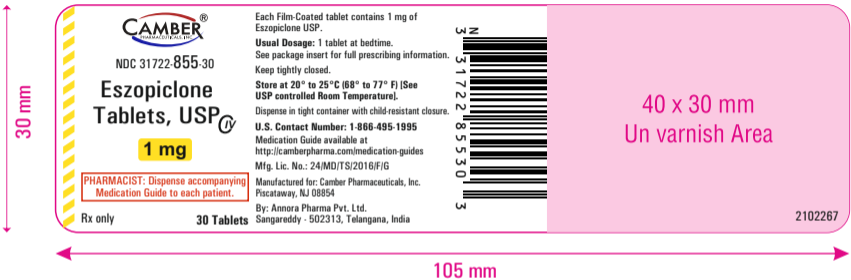 30 mm
CAMBER®
PHARMACEUTICALS, INC.
NDC 31722-855-30
Eszopiclone
Tablets, USP CIV
1 mg
PHARMACIST: Dispense accompanying
Medication Guide to each patient.
Rx only 30 Tablets
Each Film-Coated tablet contains 1 mg of
Eszopiclone USP.
Usual Dosage: 1 tablet at bedtime.
See package insert for full prescribing information.
Keep tightly closed.
Store at 20° to 25°C (68° to 77° F) [See
USP controlled Room Temperature].
Dispense in tight container with child-resistant closure.
U.S. Contact Number: 1-866-495-1995
Medication Guide available at
http://camberpharma.com/medication-guides
Mfg. Lic. No.: 24/MD/TS/2016/F/G
Manufactured for: Camber Pharmaceuticals, Inc.
Piscataway, NJ 08854
By: Annora Pharma Pvt. Ltd.
Sangareddy - 502313, Telangana, India
N
3 31722 85530 3
40 x 30 mm
Un varnish Area
2102267
105 mm